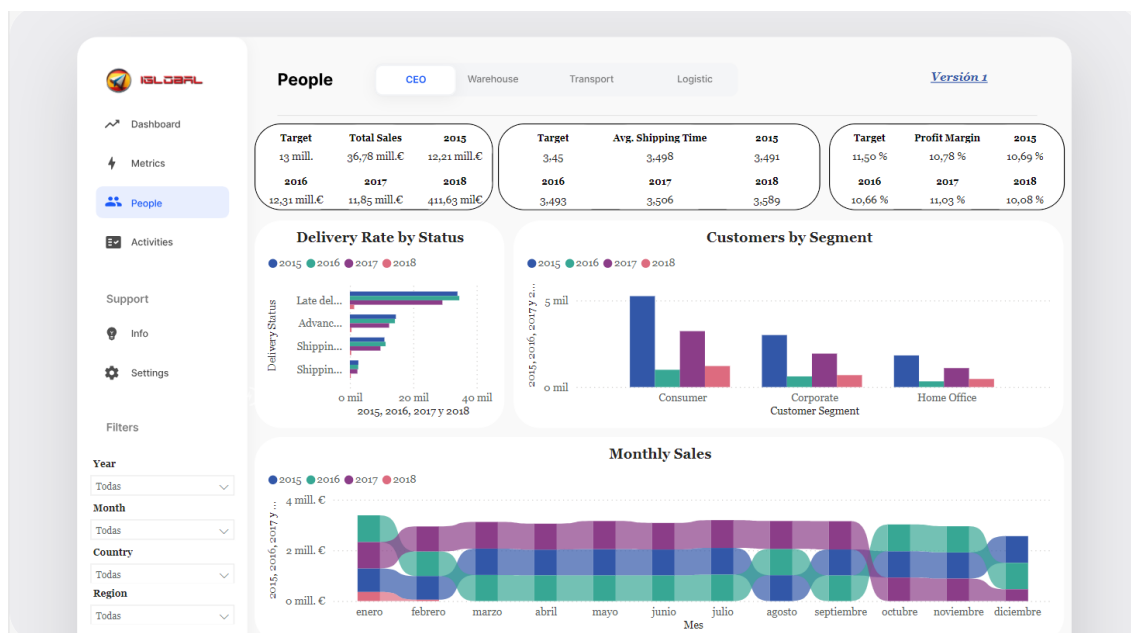 IGLOBAL
People
CEO
Warehouse
Transport
Logistic
Versión 1
Dashboard
Metrics
People
Activities
Support
Info
Settings
Filters
Year
Todas
Month
Todas
Country
Todas
Region
Todas
Target Total Sales 2015
13 mill. 36,78 mill.€ 12,21 mill.€
2016 2017 2018
12,31 mill.€ 11,85 mill.€ 411,63 mil€
Target Avg. Shipping Time 2015
3,45 3,498 3,491
2016 2017 2018
3,493 3,506 3,589
Target Profit Margin 2015
11,50 % 10,78 % 10,69 %
2016 2017 2018
10,66 % 11,03 % 10,08 %
Delivery Rate by Status
2015 2016 2017 2018
Delivery Status
Late del...
Advanc...
Shippin...
Shippin...
0 mil 20 mil 40 mil
2015, 2016, 2017 y 2018
Customers by Segment
2015 2016 2017 2018
2015, 2016, 2017 y 2...
5 mil
0 mil
Consumer Corporate Home Office
Customer Segment
Monthly Sales
2015 2016 2017 2018
2015, 2016, 2017 y ...
4 mill. €
2 mill. €
0 mill. €
enero febrero marzo abril mayo junio julio agosto septiembre octubre noviembre diciembre
Mes